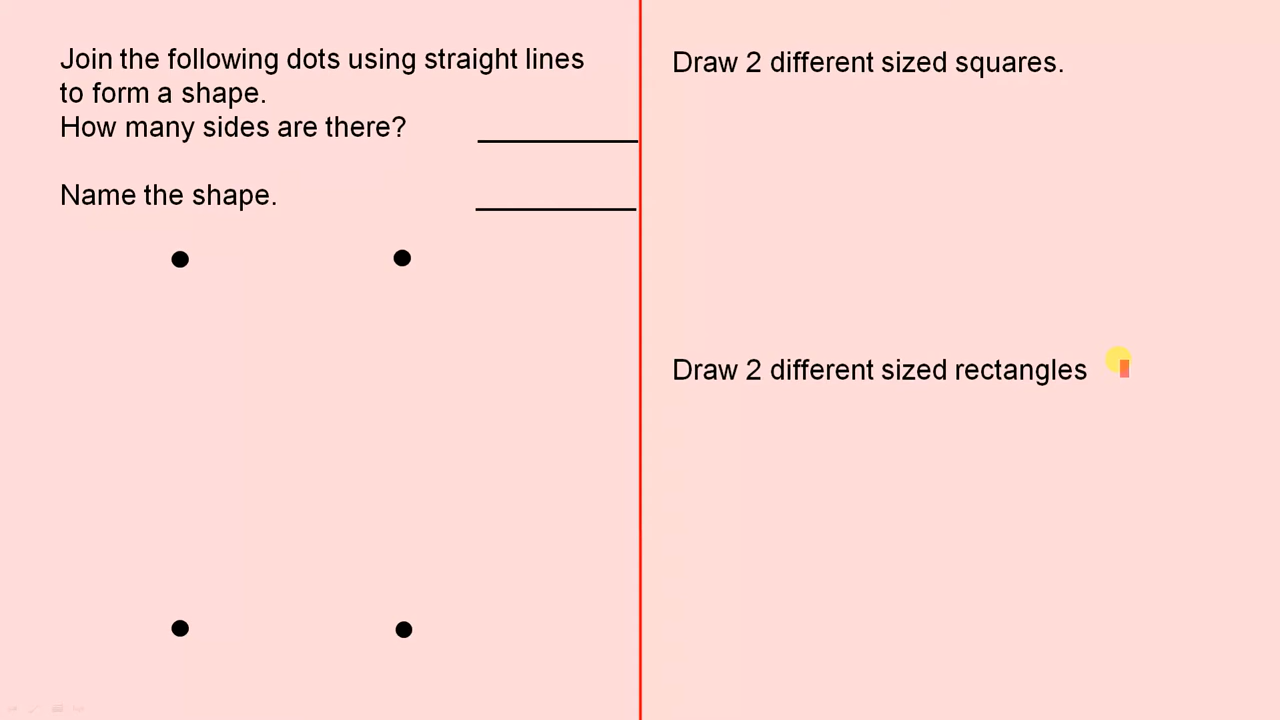 Join the following dots using straight lines
to form a shape.
How many sides are there?
Name the shape.
Draw 2 different sized squares.
Draw 2 different sized rectangles